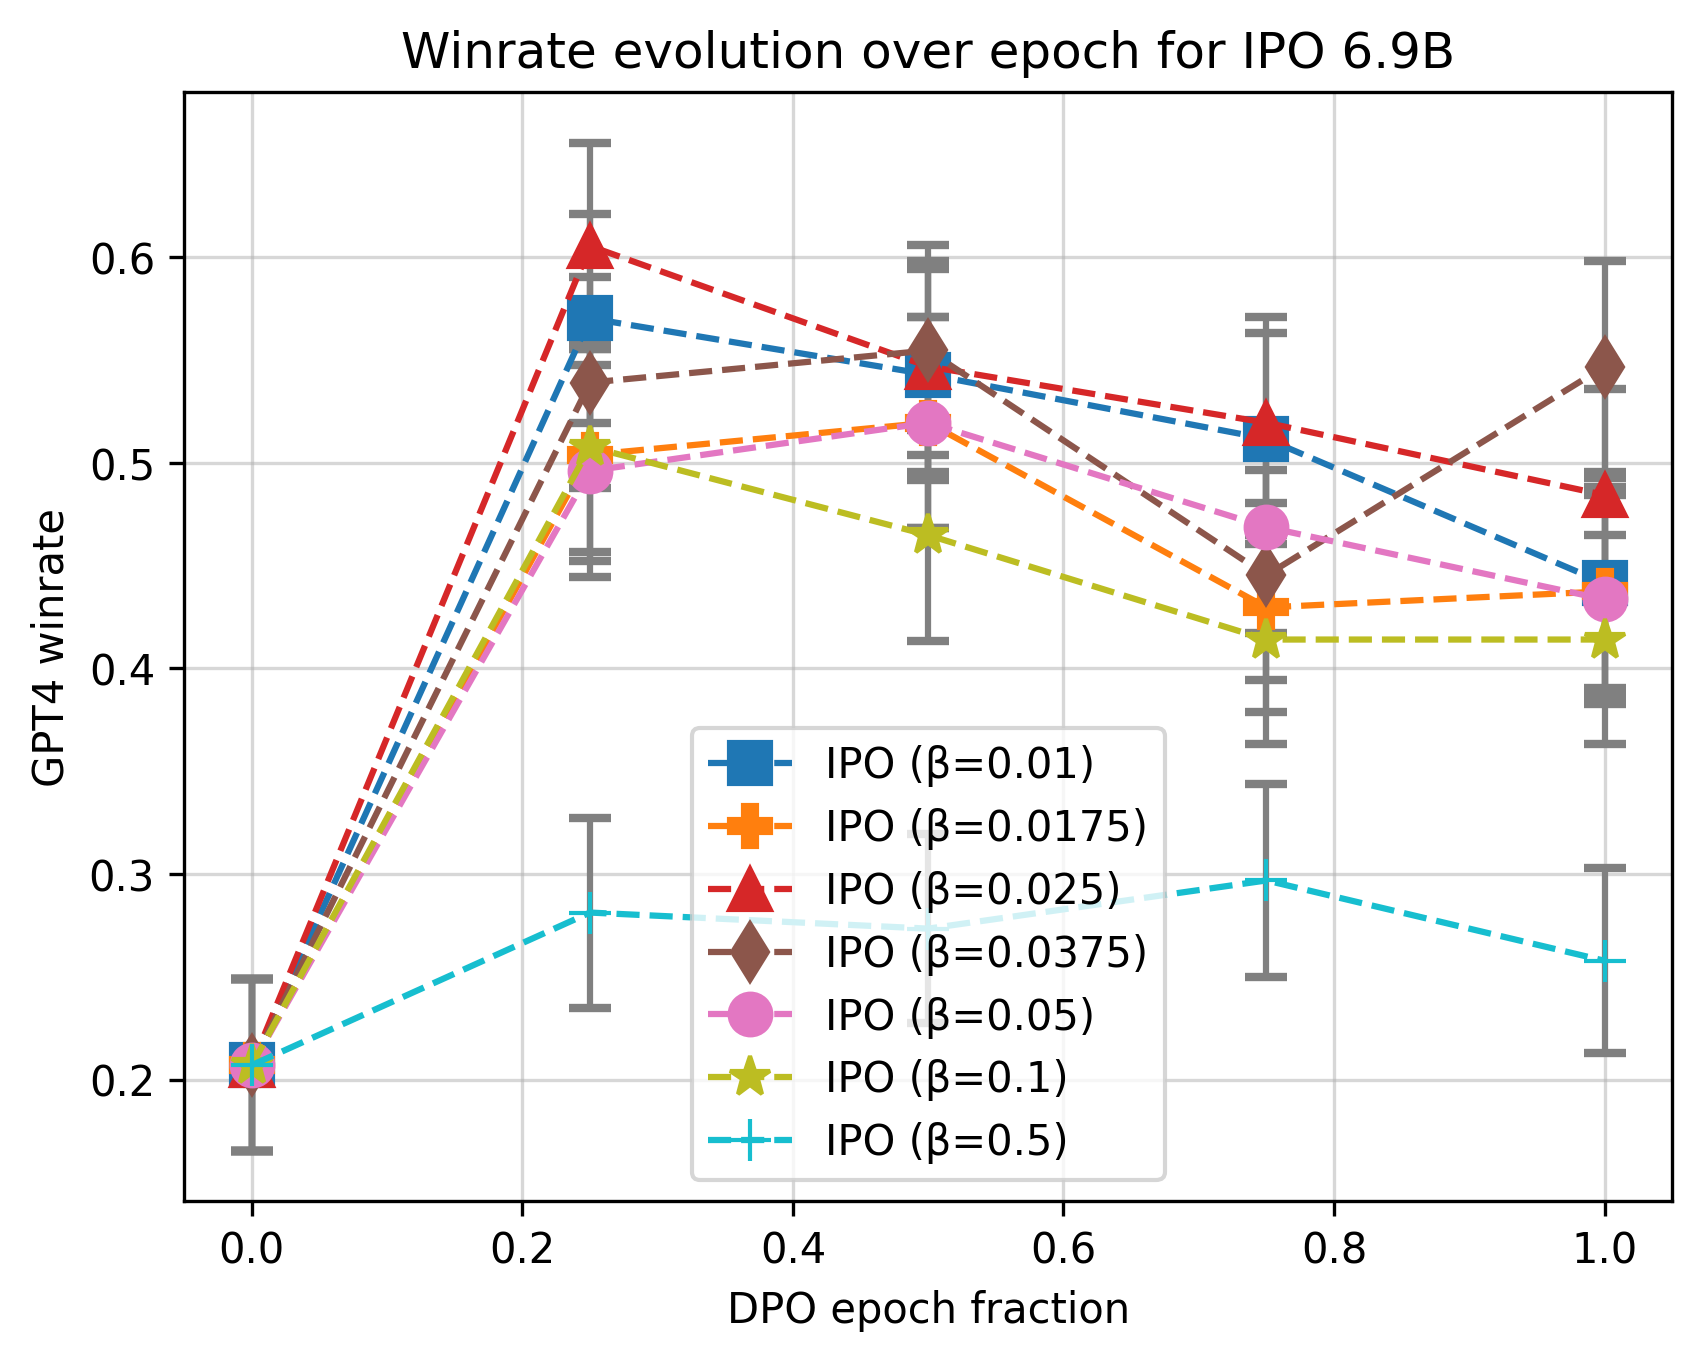 Winrate evolution over epoch for IPO 6.9B
GPT4 winrate
0.6
0.5
0.4
0.3
0.2
IPO (β=0.01)
IPO (β=0.0175)
IPO (β=0.025)
IPO (β=0.0375)
IPO (β=0.05)
IPO (β=0.1)
IPO (β=0.5)
0.0 0.2 0.4 0.6 0.8 1.0
DPO epoch fraction